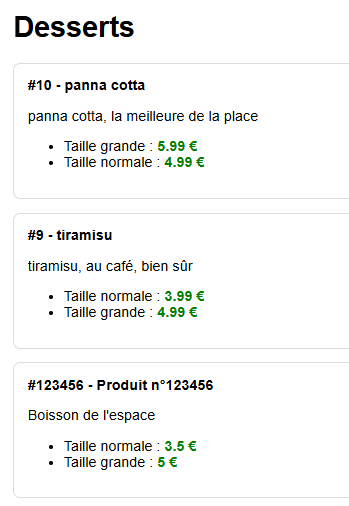 Desserts
#10 - panna cotta
panna cotta, la meilleure de la place
• Taille grande : 5.99 €
• Taille normale : 4.99 €
#9 - tiramisu
tiramisu, au café, bien sûr
• Taille normale : 3.99 €
• Taille grande : 4.99 €
#123456 - Produit n°123456
Boisson de l'espace
• Taille normale : 3.5 €
• Taille grande : 5 €